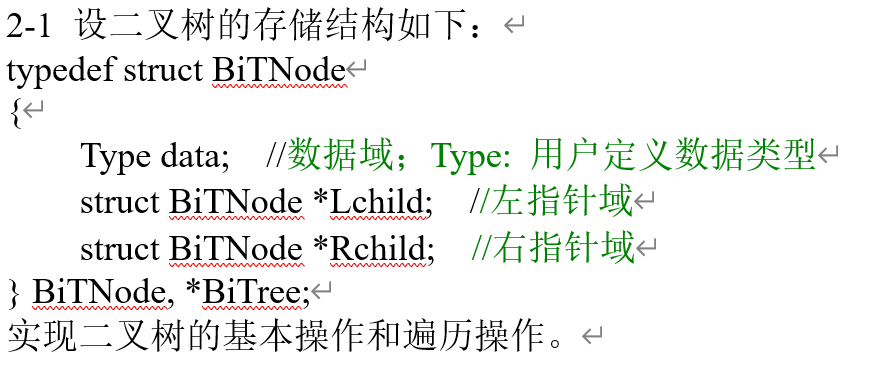 2-1 设二叉树的存储结构如下：
typedef struct BiTNode
{
Type data; //数据域；Type: 用户定义数据类型
struct BiTNode *Lchild; //左指针域
struct BiTNode *Rchild; //右指针域
} BiTNode, *BiTree;
实现二叉树的基本操作和遍历操作。